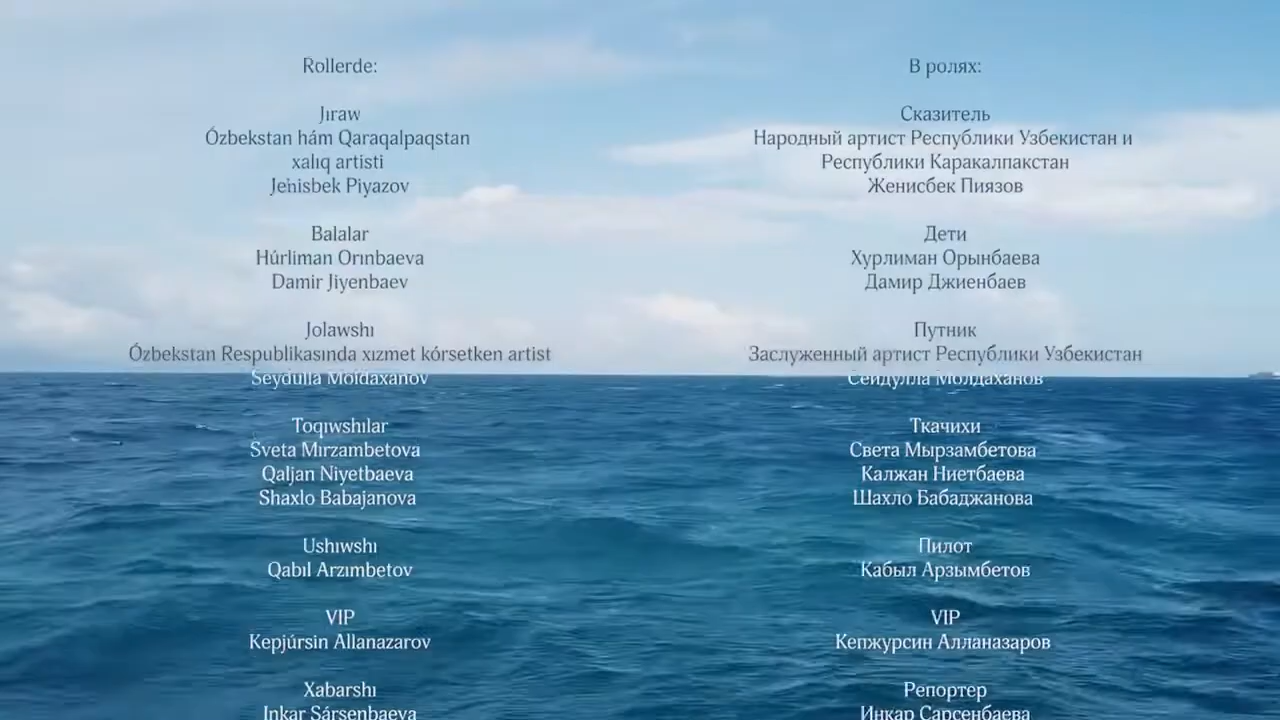 Rollerde:
Jıraw
Ózbekstan hám Qaraqalpaqstan
xalıq artisti
Jeńisbek Piyazov
Balalar
Húrliman Orınbaeva
Damir Jiyenbaev
Jolawshı
Ózbekstan Respublikasında xızmet kórsetken artist
Seydulla Moldaxanov
Toqıwshılar
Sveta Mırzambetova
Qaljan Niyetbaeva
Shaxlo Babajanova
Ushıwshı
Qabıl Arzımbetov
VIP
Kepjúrsin Allanazarov
Xabarshı
Inkar Sársenbaeva
В ролях:
Сказитель
Народный артист Республики Узбекистан и
Республики Каракалпакстан
Женисбек Пиязов
Дети
Хурлиман Орынбаева
Дамир Джиенбаев
Путник
Заслуженный артист Республики Узбекистан
Сейдулла Молдаханов
Ткачихи
Света Мырзамбетова
Калжан Ниетбаева
Шахло Бабаджанова
Пилот
Кабыл Арзымбетов
VIP
Кепжурсин Алланазаров
Репортер
Инкар Сарсенбаева